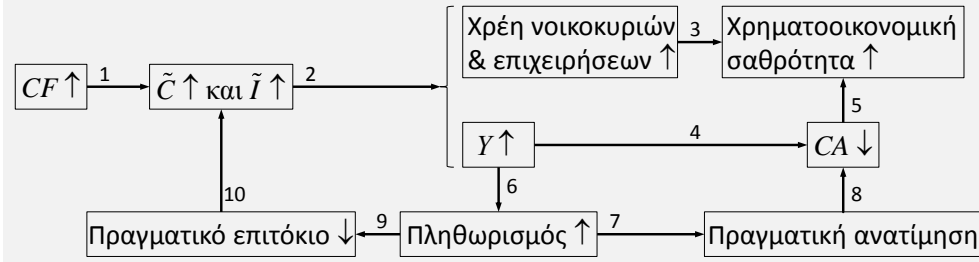 Χρέη νοικοκυριών
& επιχειρήσεων ↑
3
Χρηματοοικονομική
σαθρότητα ↑
CF ↑
1
C̃ ↑ και Ĩ ↑
2
5
Y ↑
4
CA ↓
10
6
8
Πραγματικό επιτόκιο ↓
9
Πληθωρισμός ↑
7
Πραγματική ανατίμηση